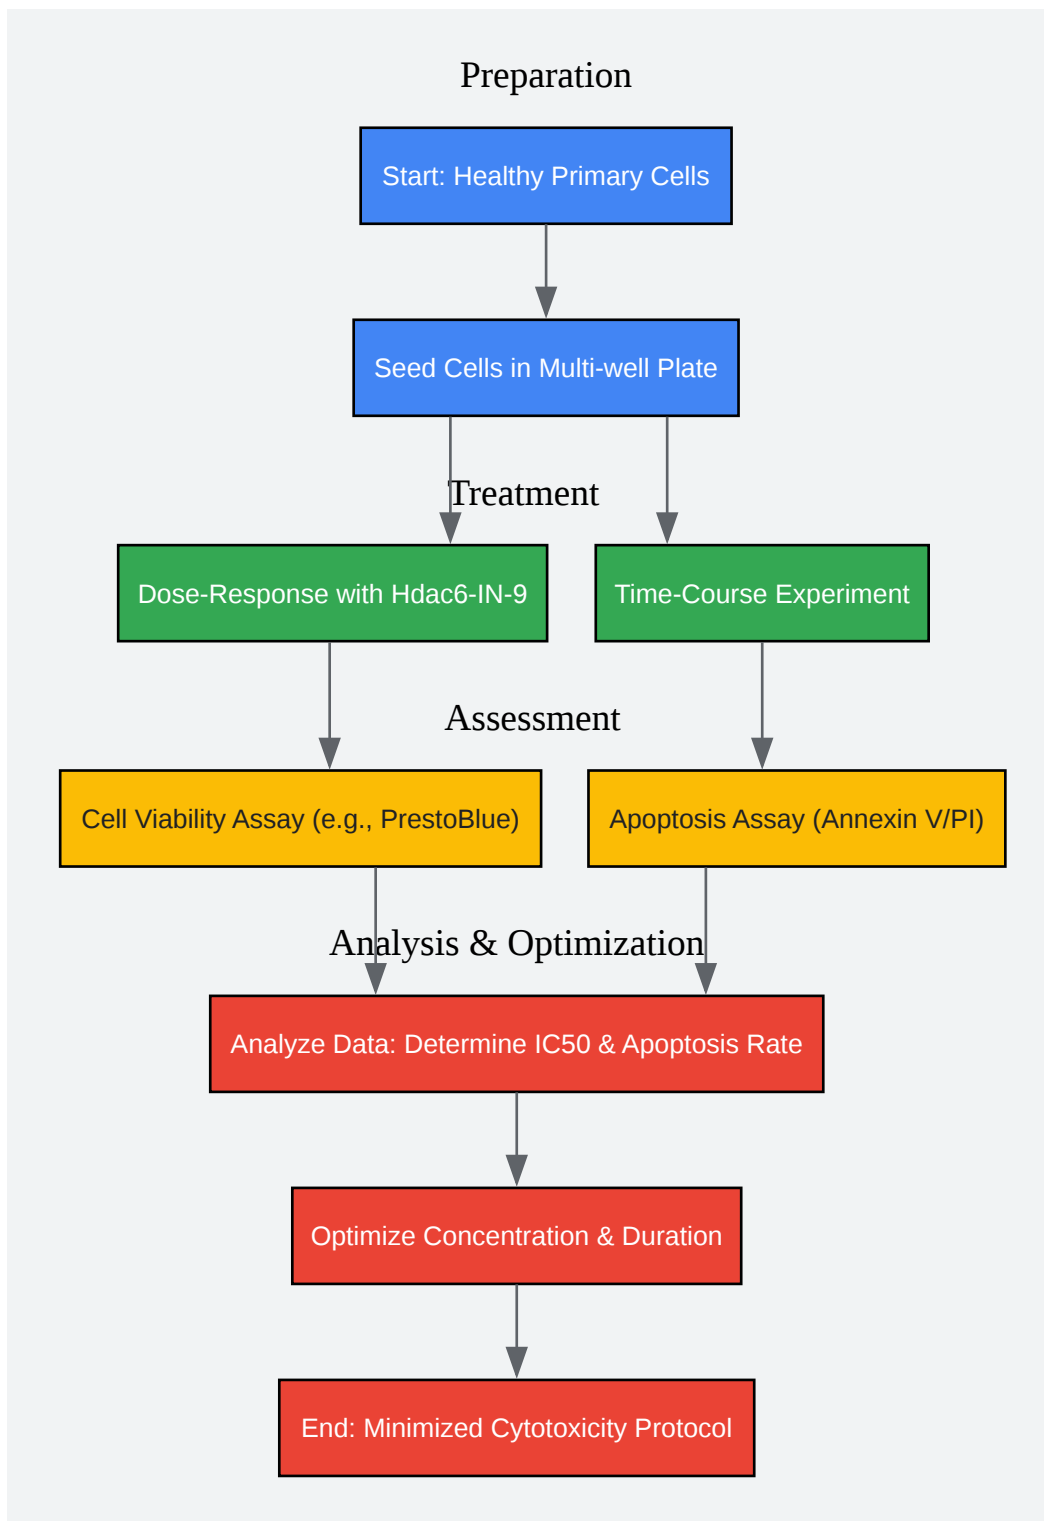 Preparation
Start: Healthy Primary Cells
Seed Cells in Multi-well Plate
Treatment
Dose-Response with Hdac6-IN-9
Time-Course Experiment
Assessment
Cell Viability Assay (e.g., PrestoBlue)
Apoptosis Assay (Annexin V/PI)
Analysis & Optimization
Analyze Data: Determine IC50 & Apoptosis Rate
Optimize Concentration & Duration
End: Minimized Cytotoxicity Protocol